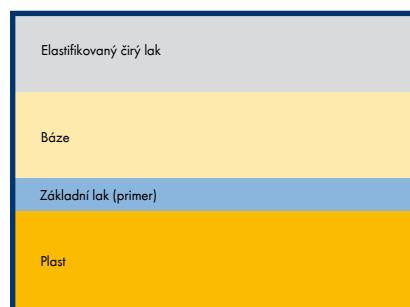 Elastifikovaný čirý lak
Báze
Základní lak (primer)
Plast